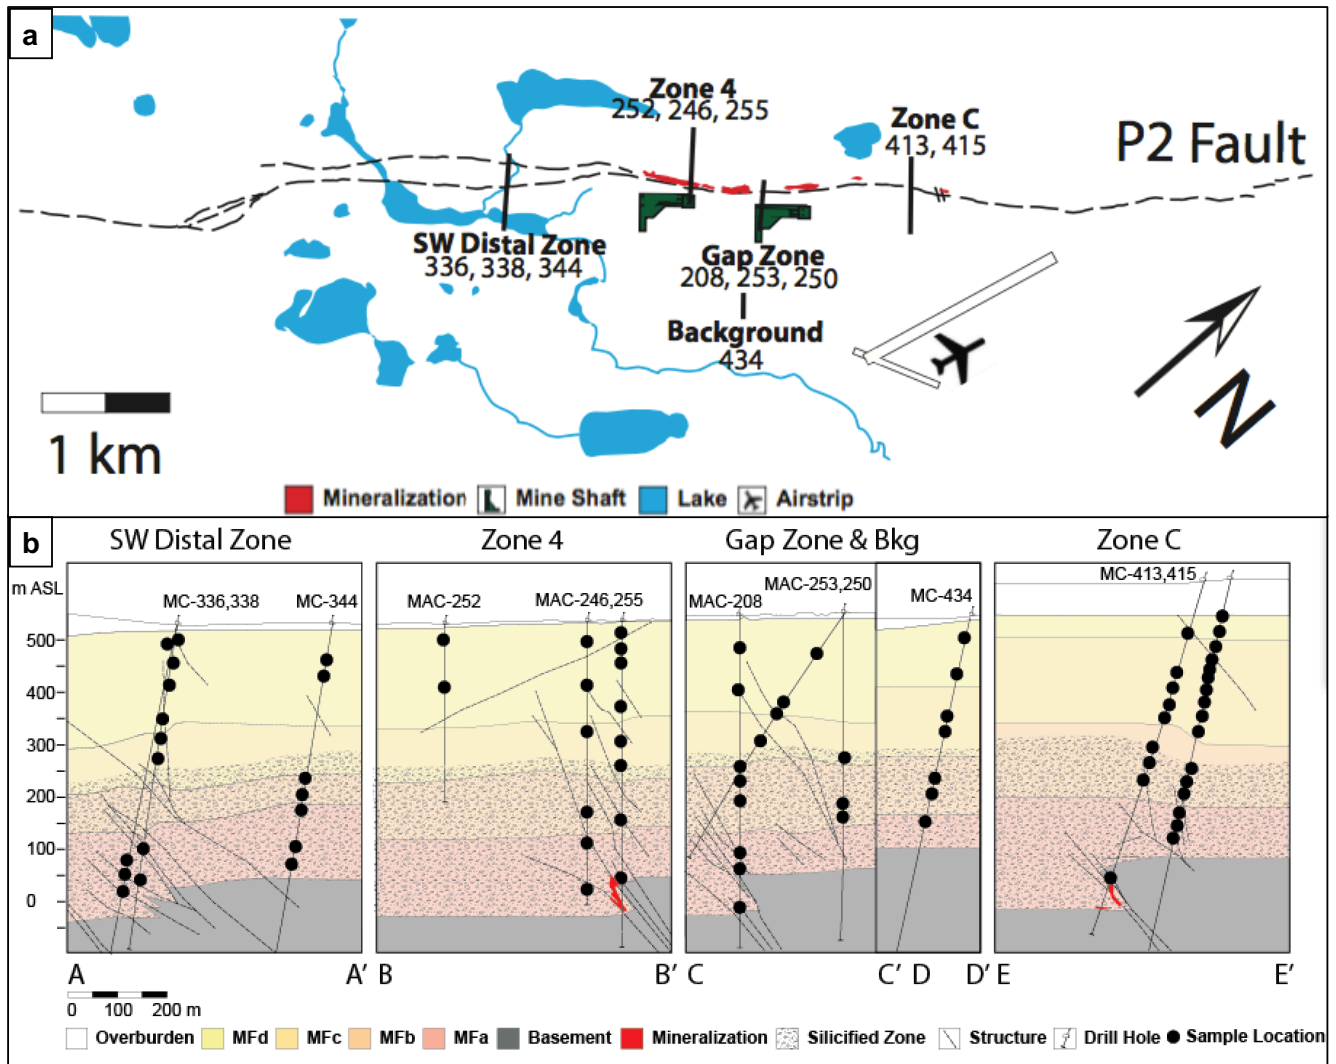 a
Zone 4
252, 246, 255
Zone C
413, 415
P2 Fault
SW Distal Zone
336, 338, 344
Gap Zone
208, 253, 250
Background
434
N
1 km
Mineralization Mine Shaft Lake Airstrip
b
SW Distal Zone Zone 4 Gap Zone & Bkg Zone C
m ASL
MC-336,338 MC-344 MAC-252 MAC-246,255 MAC-208 MAC-253,250 MC-434 MC-413,415
500
400
300
200
100
0
A A' B B' C C' D D' E E'
0 100 200 m
Overburden MFd MFc MFb MFa Basement Mineralization Silicified Zone Structure Drill Hole Sample Location